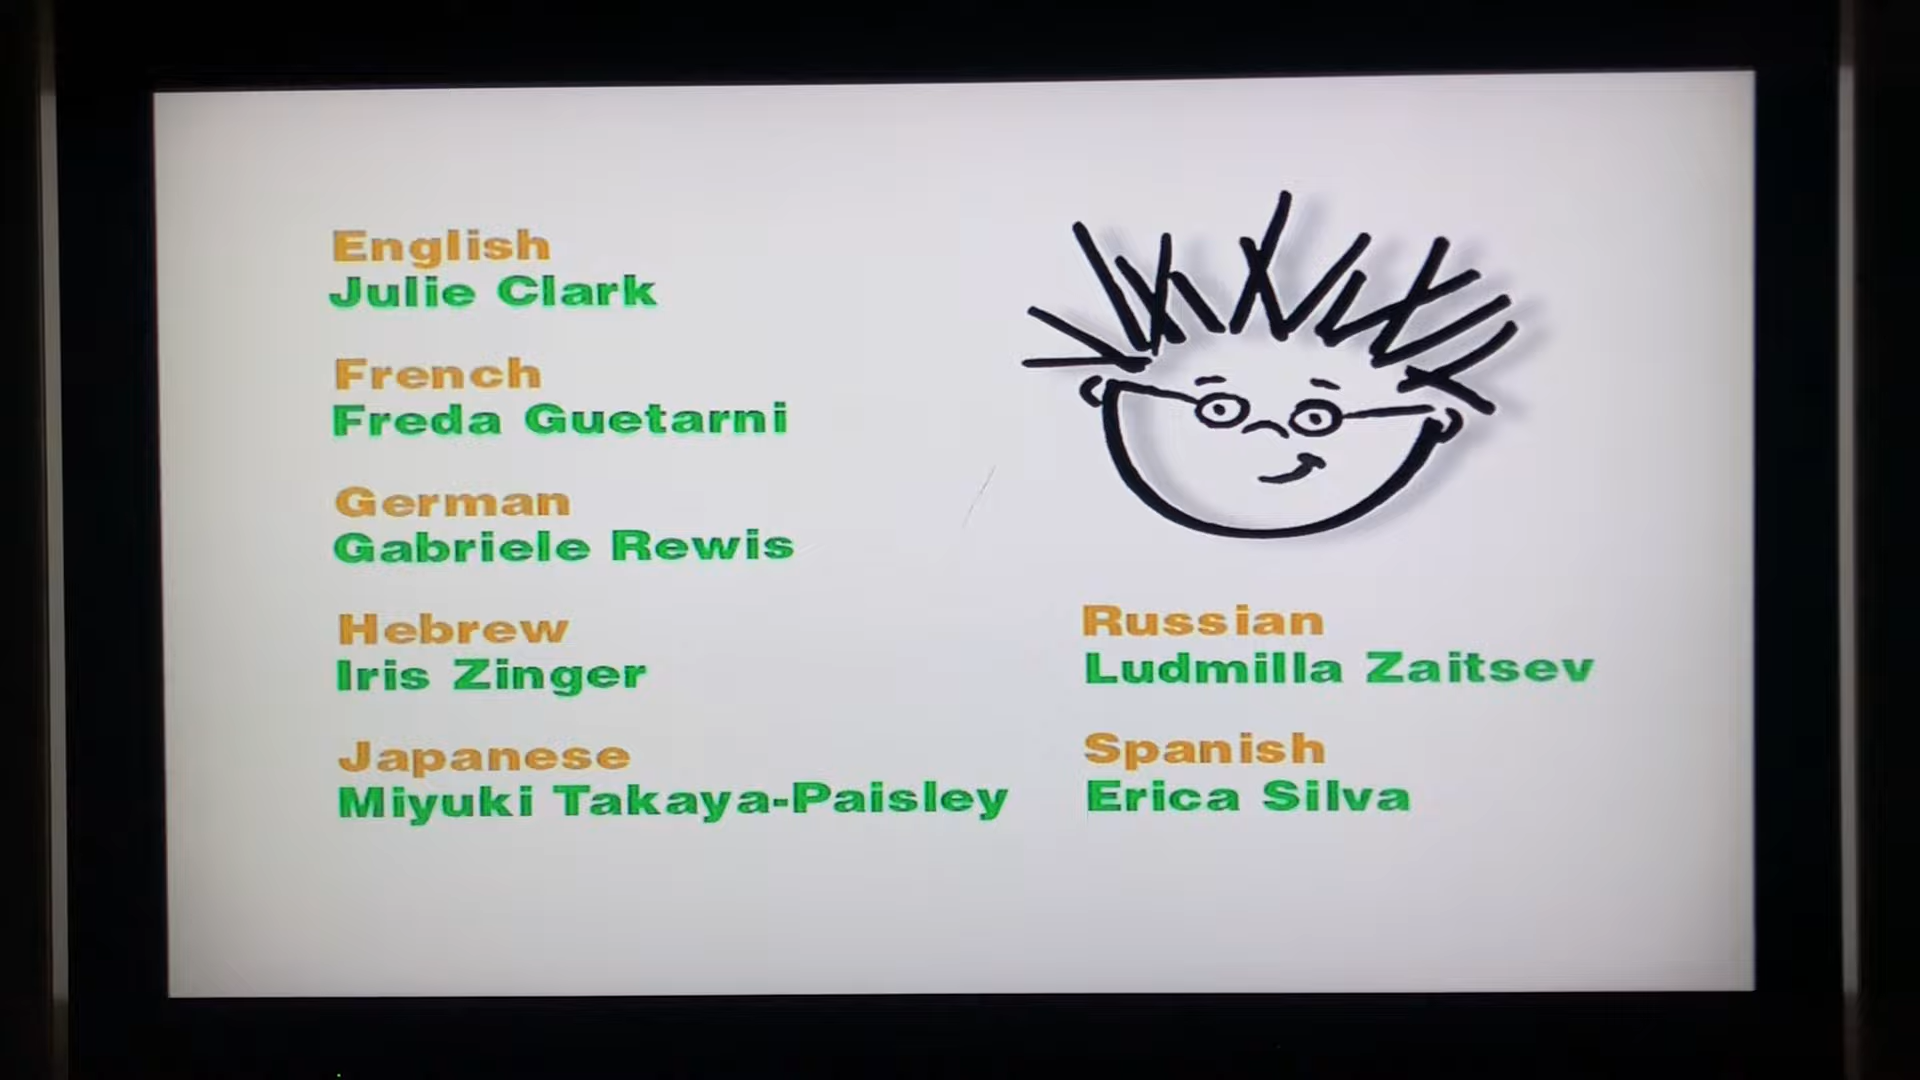 English
Julie Clark
French
Freda Guetarni
German
Gabriele Rewis
Hebrew
Iris Zinger
Japanese
Miyuki Takaya-Paisley
Russian
Ludmilla Zaitsev
Spanish
Erica Silva